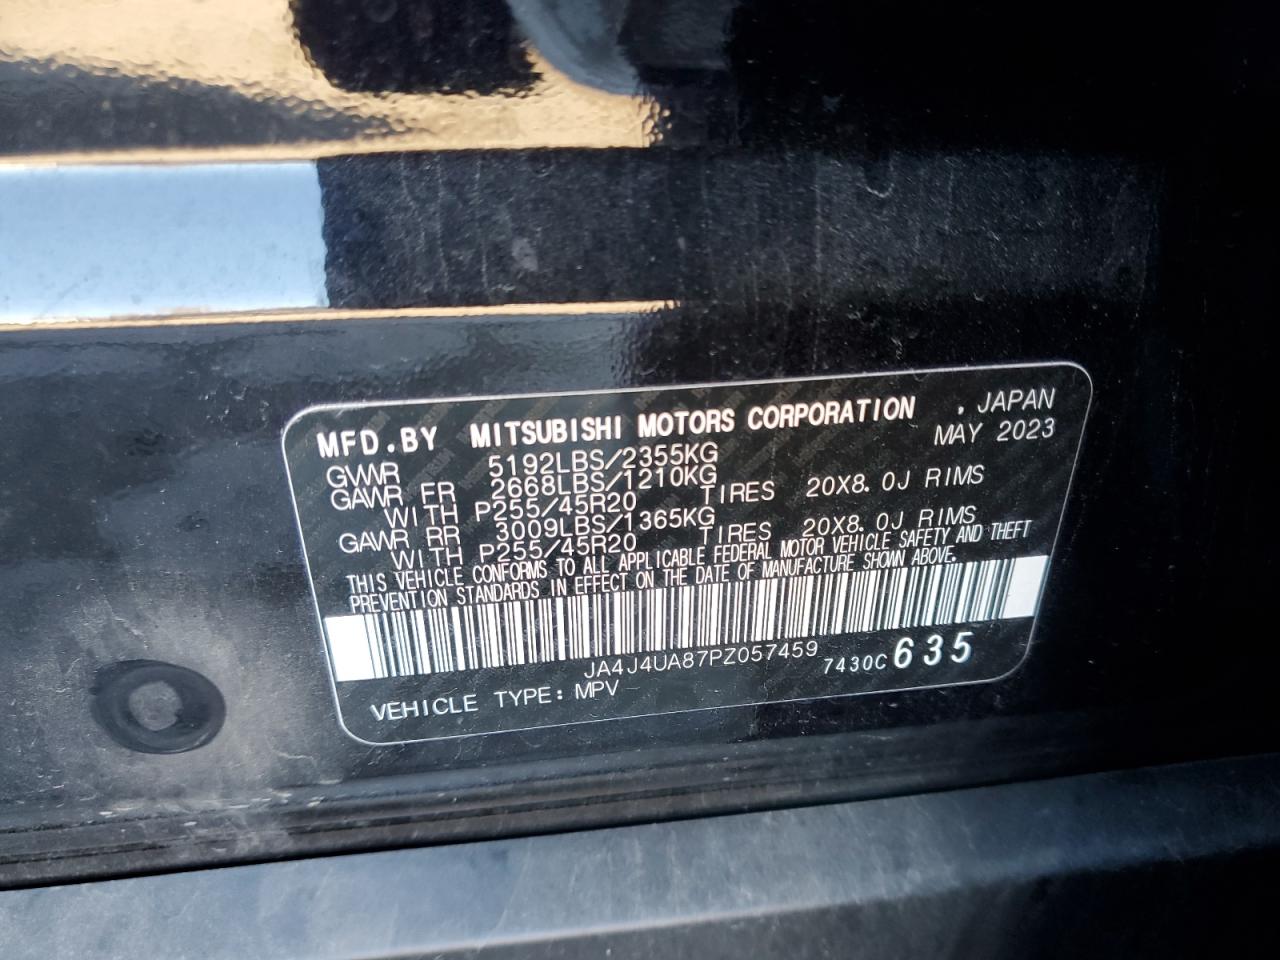 MFD.BY MITSUBISHI MOTORS CORPORATION . JAPAN
MAY 2023
GVWR 5192LBS/2355KG
GAWR FR 2668LBS/1210KG
WITH P255/45R20 TIRES 20X8.0J RIMS
GAWR RR 3009LBS/1365KG
WITH P255/45R20 TIRES 20X8.0J RIMS
THIS VEHICLE CONFORMS TO ALL APPLICABLE FEDERAL MOTOR VEHICLE SAFETY AND THEFT
PREVENTION STANDARDS IN EFFECT ON THE DATE OF MANUFACTURE SHOWN ABOVE.
JA4J4UA87PZ057459 7430C 635
VEHICLE TYPE: MPV